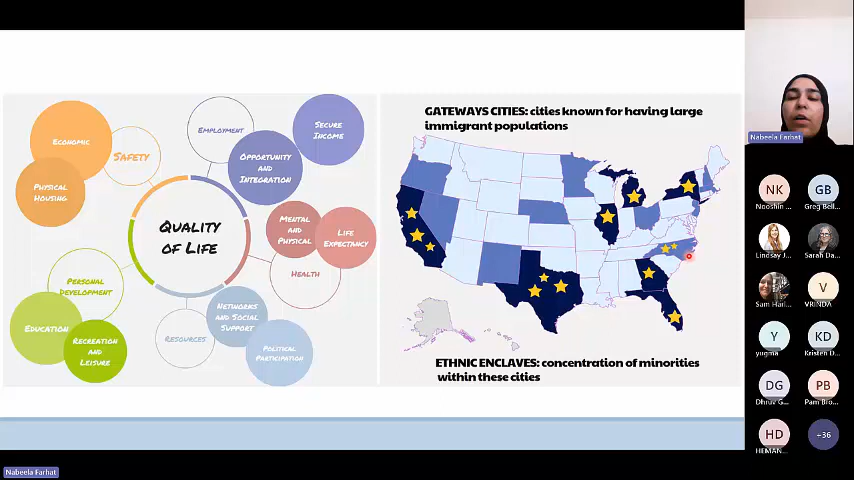 ECONOMIC
SAFETY
PHYSICAL
HOUSING
EMPLOYMENT
SECURE
INCOME
OPPORTUNITY
AND
INTEGRATION
QUALITY
OF LIFE
MENTAL
AND
PHYSICAL
LIFE
EXPECTANCY
HEALTH
PERSONAL
DEVELOPMENT
EDUCATION
RECREATION
AND
LEISURE
RESOURCES
NETWORKS
AND SOCIAL
SUPPORT
POLITICAL
PARTICIPATION
GATEWAYS CITIES: cities known for having large
immigrant populations
ETHNIC ENCLAVES: concentration of minorities
within these cities
Nabeela Farhat
NK
GB
Nooshin ...
Greg Bell...
Lindsay J...
Sarah Da...
V
Sam Harl...
VRINDA
Y
KD
yugma
Kristen D...
DG
PB
Dhruv G...
Pam Bro...
HD
+36
HEMAN...
Nabeela Farhat